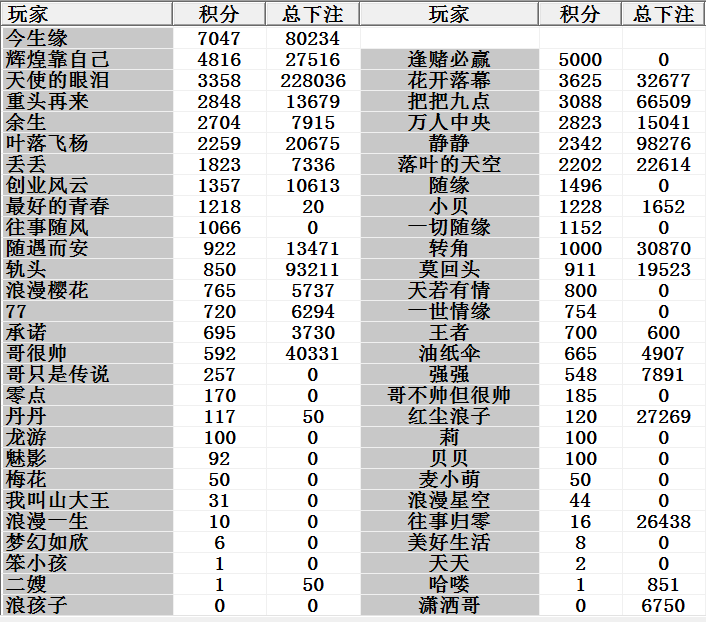 玩家 积分 总下注 玩家 积分 总下注
今生缘 7047 80234
辉煌靠自己 4816 27516 逢赌必赢 5000 0
天使的眼泪 3358 228036 花开落幕 3625 32677
重头再来 2848 13679 把把九点 3088 66509
余生 2704 7915 万人中央 2823 15041
叶落飞杨 2259 20675 静静 2342 98276
丢丢 1823 7336 落叶的天空 2202 22614
创业风云 1357 10613 随缘 1496 0
最好的青春 1218 20 小贝 1228 1652
往事随风 1066 0 一切随缘 1152 0
随遇而安 922 13471 转角 1000 30870
轨头 850 93211 莫回头 911 19523
浪漫樱花 765 5737 天若有情 800 0
77 720 6294 一世情缘 754 0
承诺 695 3730 王者 700 600
哥很帅 592 40331 油纸伞 665 4907
哥只是传说 257 0 强强 548 7891
零点 170 0 哥不帅但很帅 185 0
丹丹 117 50 红尘浪子 120 27269
龙游 100 0 莉 100 0
魅影 92 0 贝贝 100 0
梅花 50 0 麦小萌 50 0
我叫山大王 31 0 浪漫星空 44 0
浪漫一生 10 0 往事归零 16 26438
梦幻如欣 6 0 美好生活 8 0
笨小孩 1 0 天天 2 0
二嫂 1 50 哈喽 1 851
浪孩子 0 0 潇洒哥 0 6750